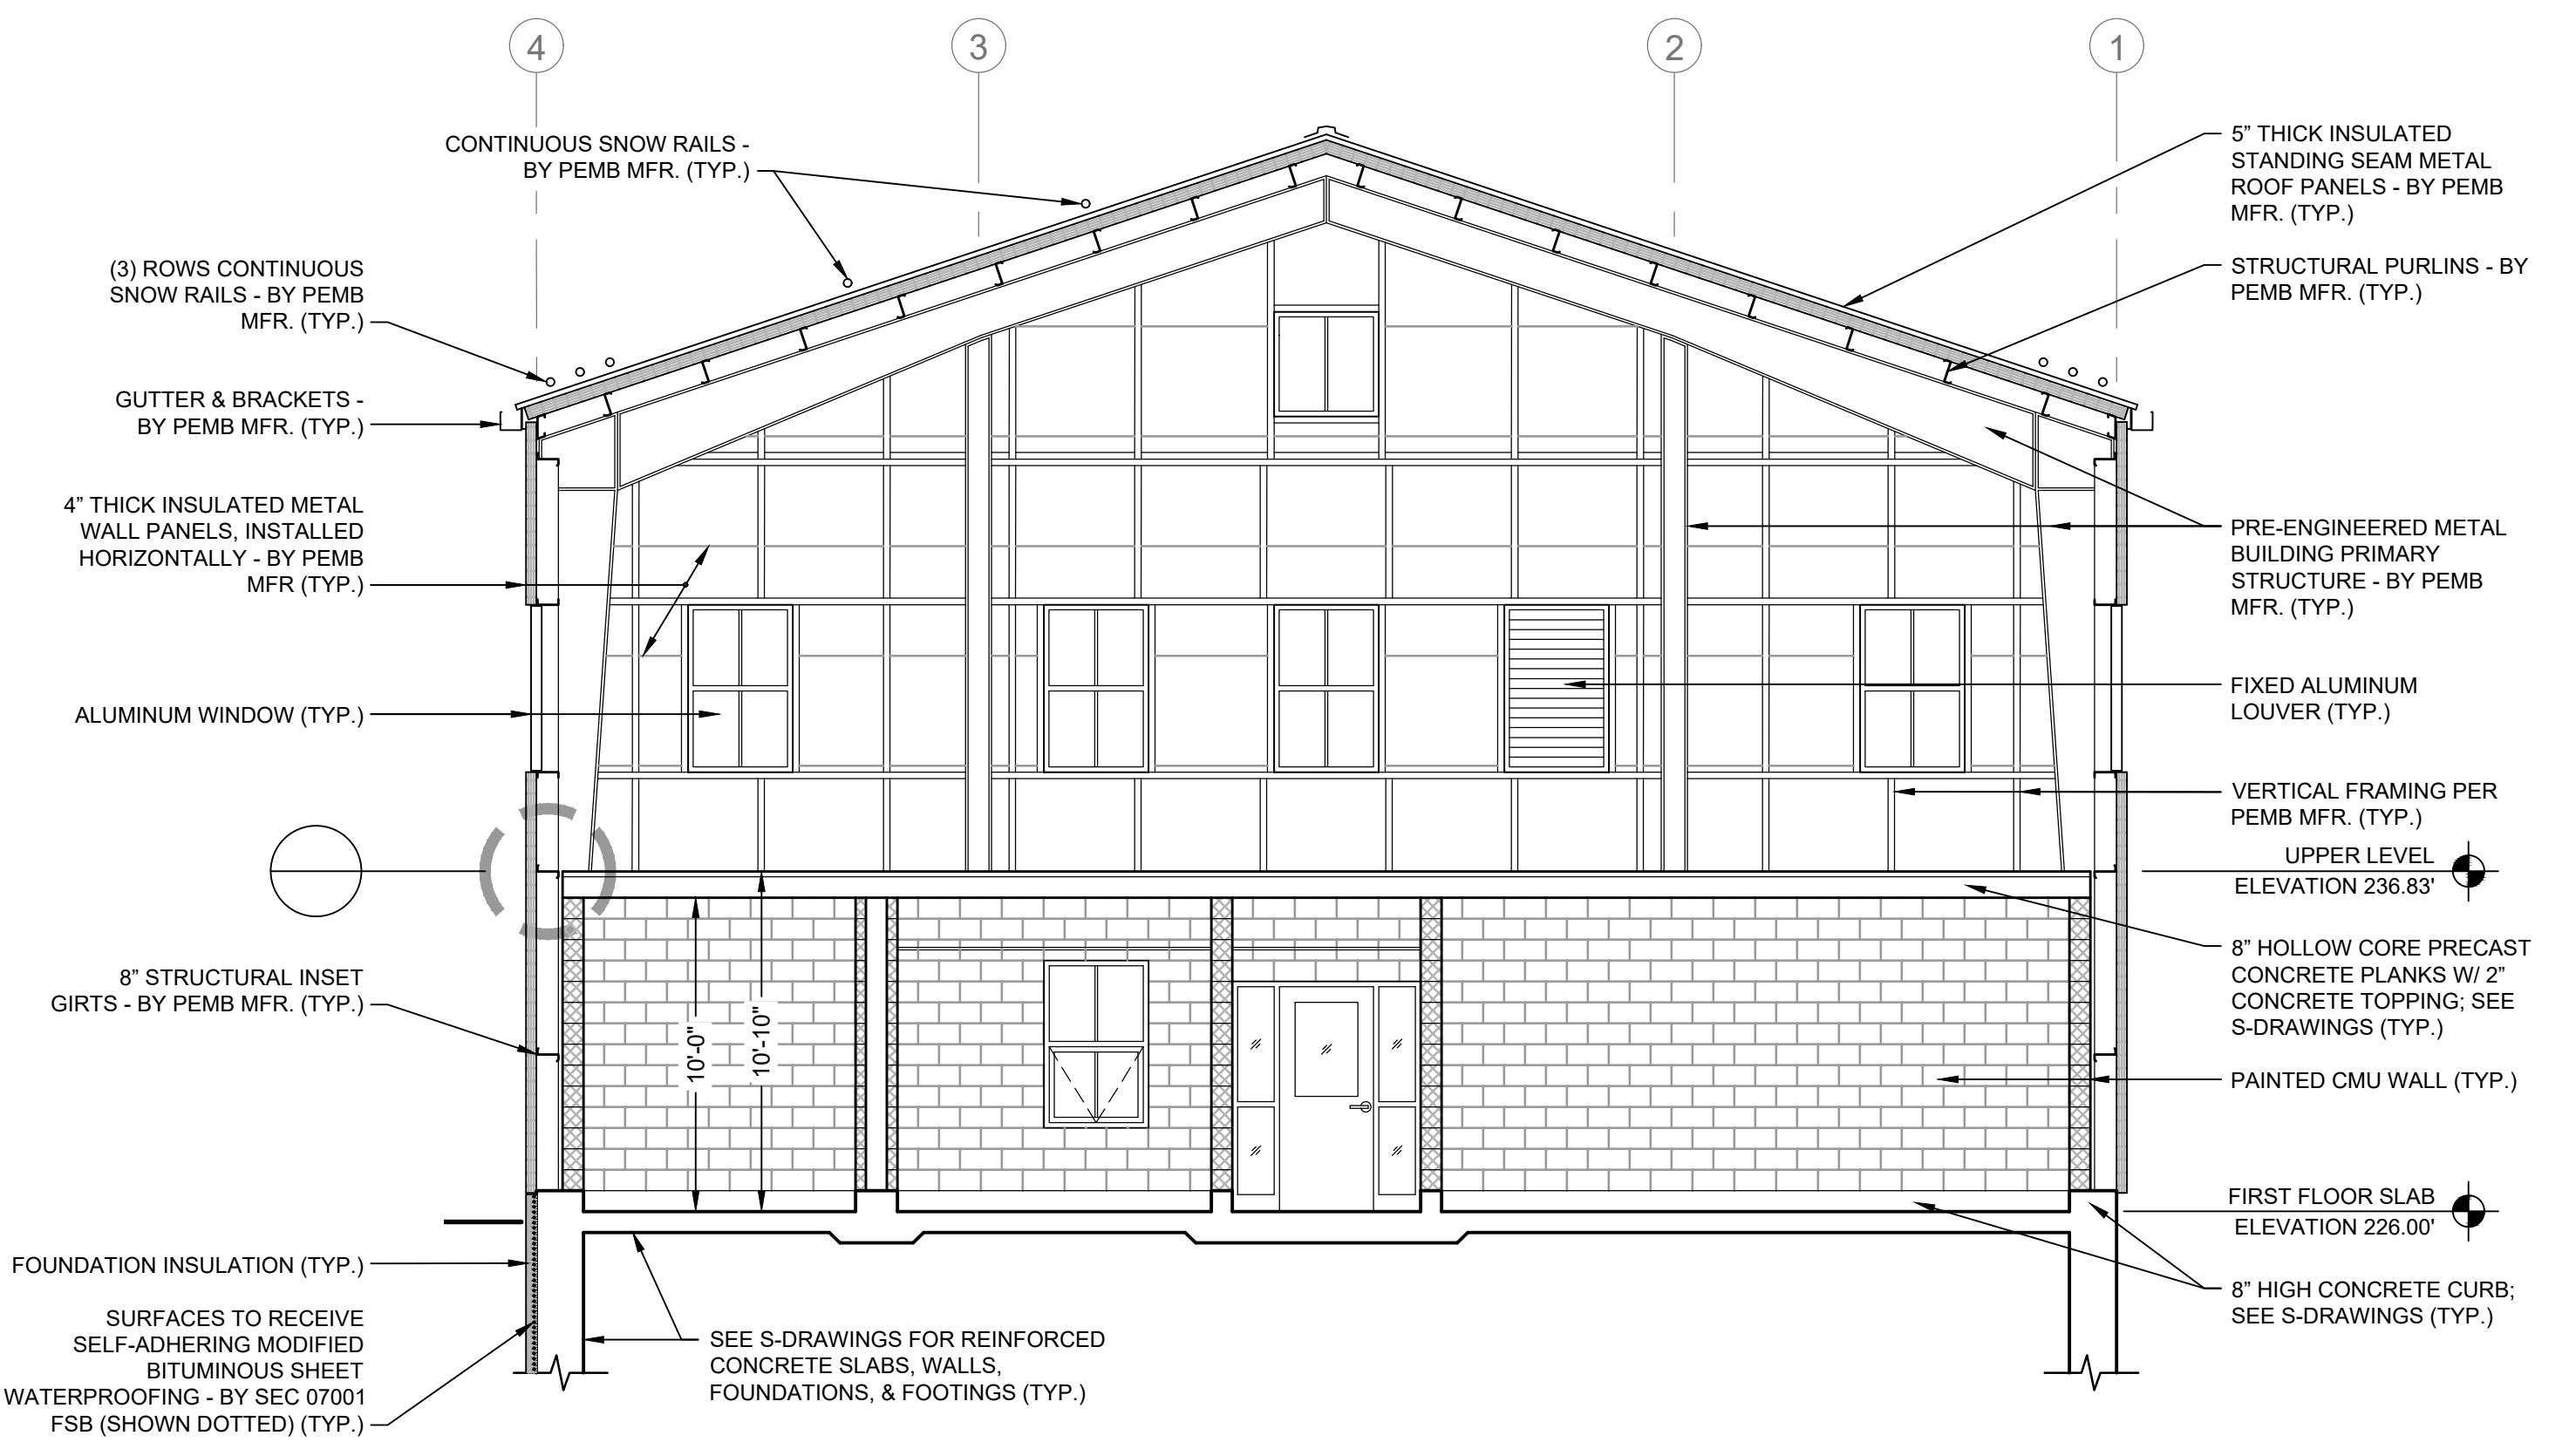 4
3
2
1
CONTINUOUS SNOW RAILS -
BY PEMB MFR. (TYP.)
(3) ROWS CONTINUOUS
SNOW RAILS - BY PEMB
MFR. (TYP.)
GUTTER & BRACKETS -
BY PEMB MFR. (TYP.)
4” THICK INSULATED METAL
WALL PANELS, INSTALLED
HORIZONTALLY - BY PEMB
MFR (TYP.)
ALUMINUM WINDOW (TYP.)
8” STRUCTURAL INSET
GIRTS - BY PEMB MFR. (TYP.)
FOUNDATION INSULATION (TYP.)
SURFACES TO RECEIVE
SELF-ADHERING MODIFIED
BITUMINOUS SHEET
WATERPROOFING - BY SEC 07001
FSB (SHOWN DOTTED) (TYP.)
10'-0"
10'-10"
SEE S-DRAWINGS FOR REINFORCED
CONCRETE SLABS, WALLS,
FOUNDATIONS, & FOOTINGS (TYP.)
5” THICK INSULATED
STANDING SEAM METAL
ROOF PANELS - BY PEMB
MFR. (TYP.)
STRUCTURAL PURLINS - BY
PEMB MFR. (TYP.)
PRE-ENGINEERED METAL
BUILDING PRIMARY
STRUCTURE - BY PEMB
MFR. (TYP.)
FIXED ALUMINUM
LOUVER (TYP.)
VERTICAL FRAMING PER
PEMB MFR. (TYP.)
UPPER LEVEL
ELEVATION 236.83'
8” HOLLOW CORE PRECAST
CONCRETE PLANKS W/ 2”
CONCRETE TOPPING; SEE
S-DRAWINGS (TYP.)
PAINTED CMU WALL (TYP.)
FIRST FLOOR SLAB
ELEVATION 226.00'
8” HIGH CONCRETE CURB;
SEE S-DRAWINGS (TYP.)